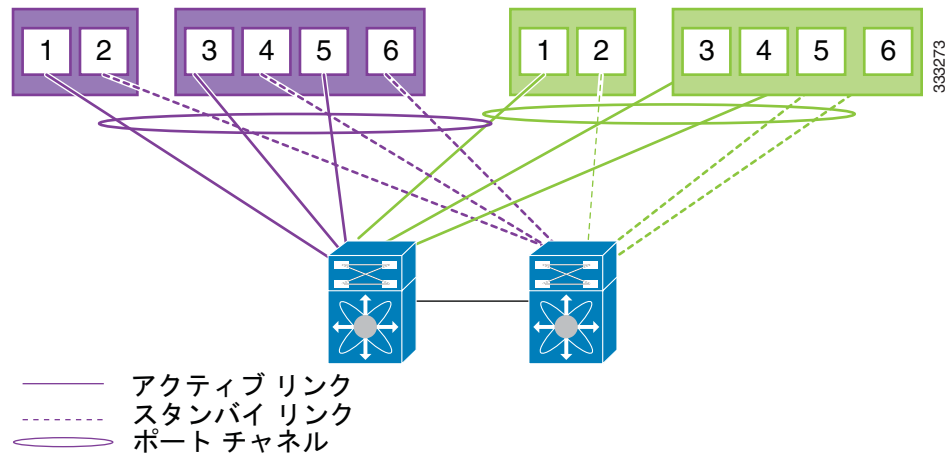 1 2 3 4 5 6 1 2 3 4 5 6
333273
アクティブ リンク
スタンバイ リンク
ポート チャネル